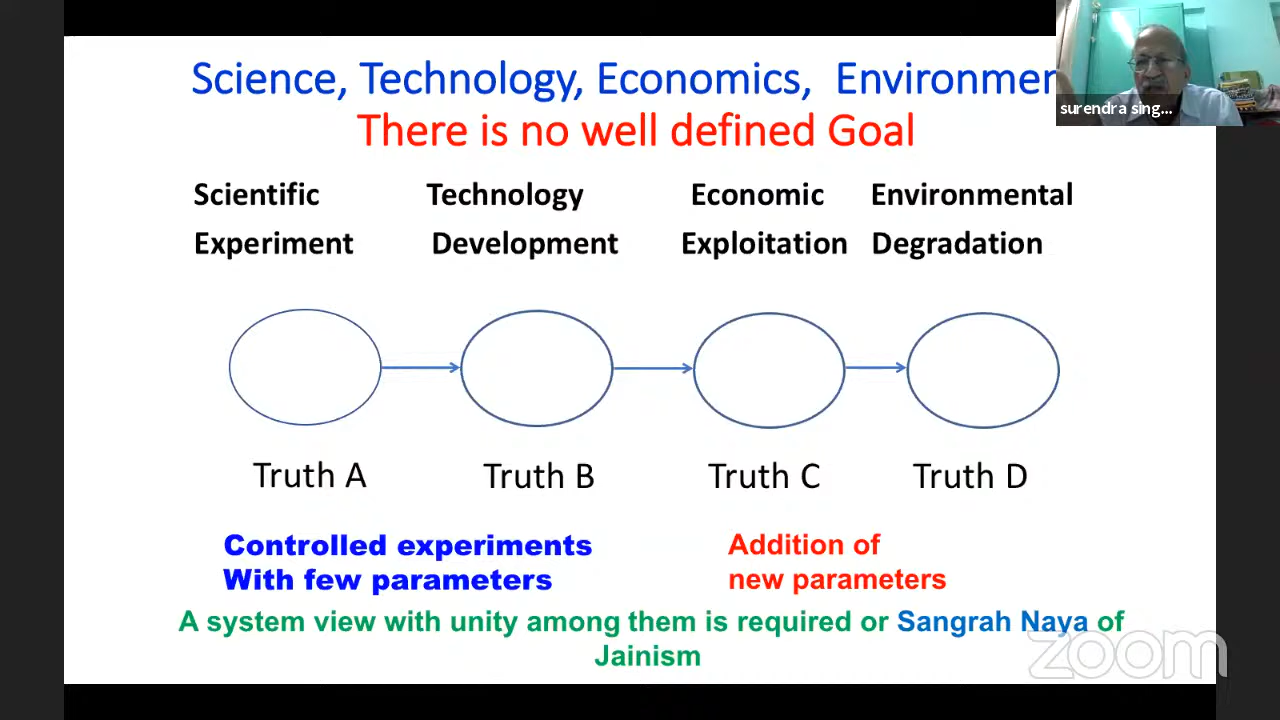 Science, Technology, Economics, Environmen
There is no well defined Goal
surendra sing...
Scientific Technology Economic Environmental
Experiment Development Exploitation Degradation
Truth A Truth B Truth C Truth D
Controlled experiments
With few parameters
Addition of
new parameters
A system view with unity among them is required or Sangrah Naya of
Jainism
zoom